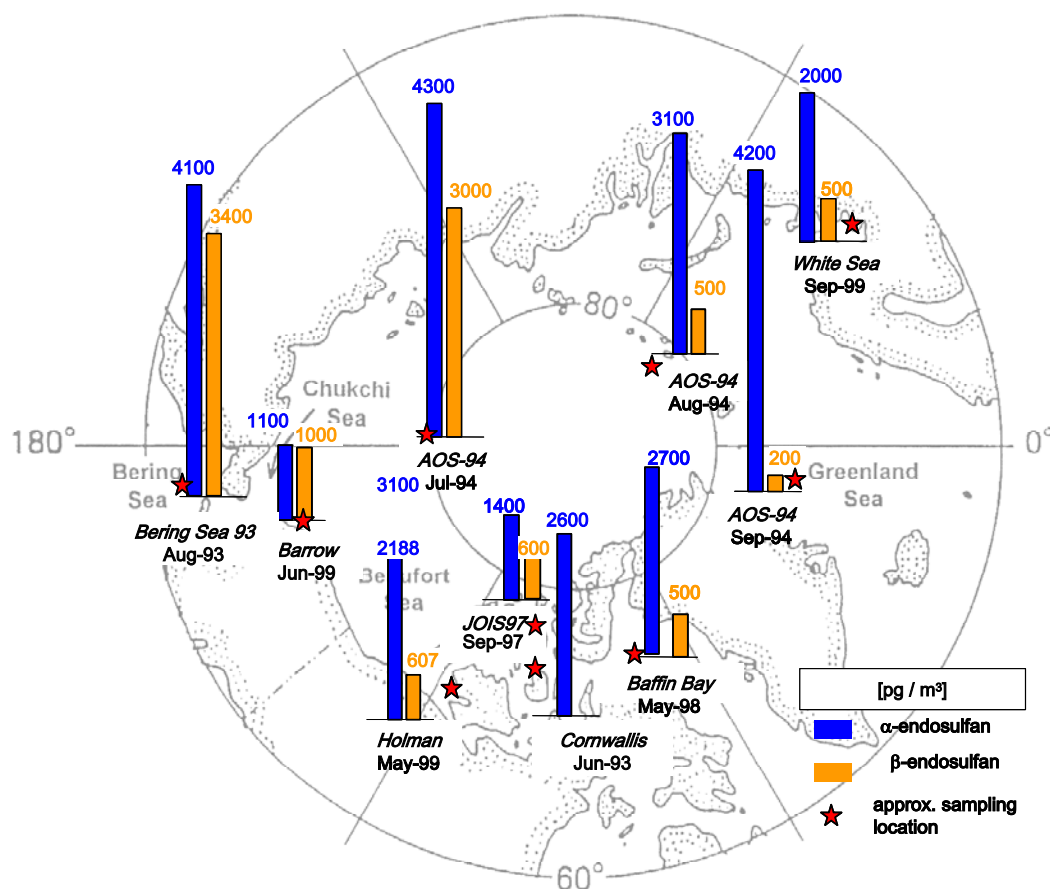 2000
4300
3100
4200
4100
500
3400
3000
White Sea
Sep-99
500
80°
AOS-94
Aug-94
Chukchi
Sea
1100
1000
180°
0°
AOS-94
Jul-94
2700
200
Bering
Sea
Greenland
Sea
3100
AOS-94
Sep-94
Bering Sea 93
Aug-93
1400
2600
Barrow
Jun-99
2188
600
Beaufort
Sea
JOIS97
Sep-97
500
607
Baffin Bay
May-98
[pg / m³]
Holman
May-99
Cornwallis
Jun-93
α-endosulfan
β-endosulfan
approx. sampling
location
60°